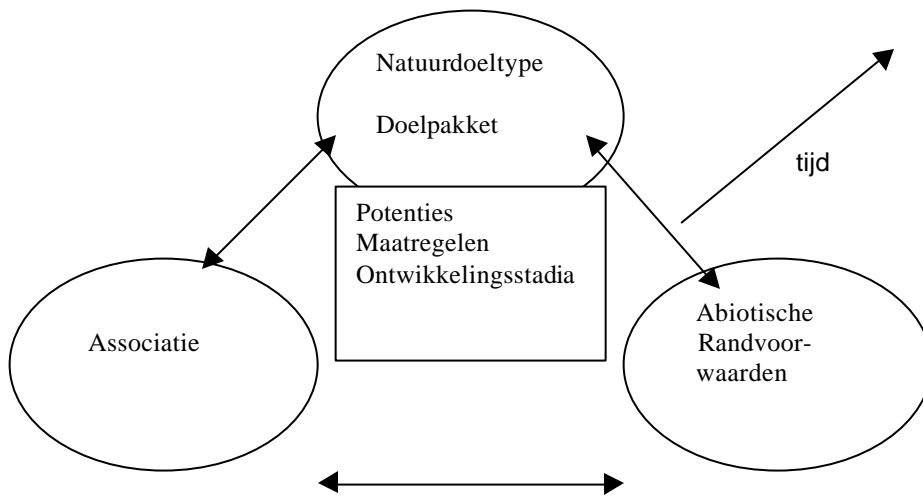 Natuurdoeltype
Doelpakket
tijd
Potenties
Maatregelen
Ontwikkelingsstadia
Associatie
Abiotische
Randvoor-
waarden